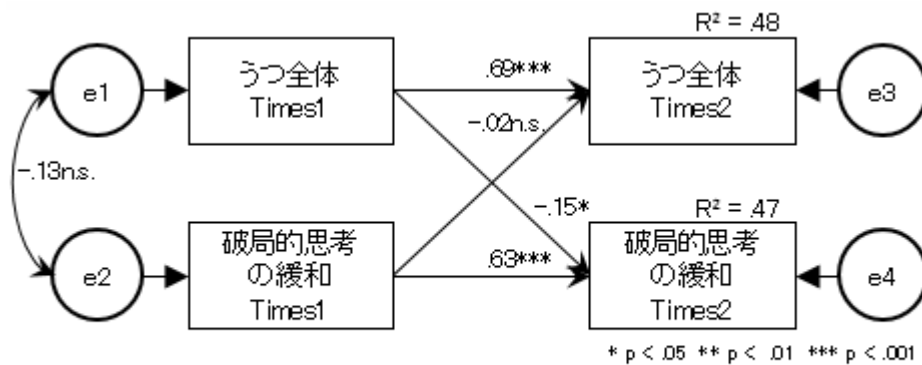 R² = .48
e1
うつ全体
Times1
.69***
うつ全体
Times2
e3
-.02n.s.
-.13n.s.
-.15*
R² = .47
e2
破局的思考
の緩和
Times1
.63***
破局的思考
の緩和
Times2
e4
* p < .05 ** p < .01 *** p < .001